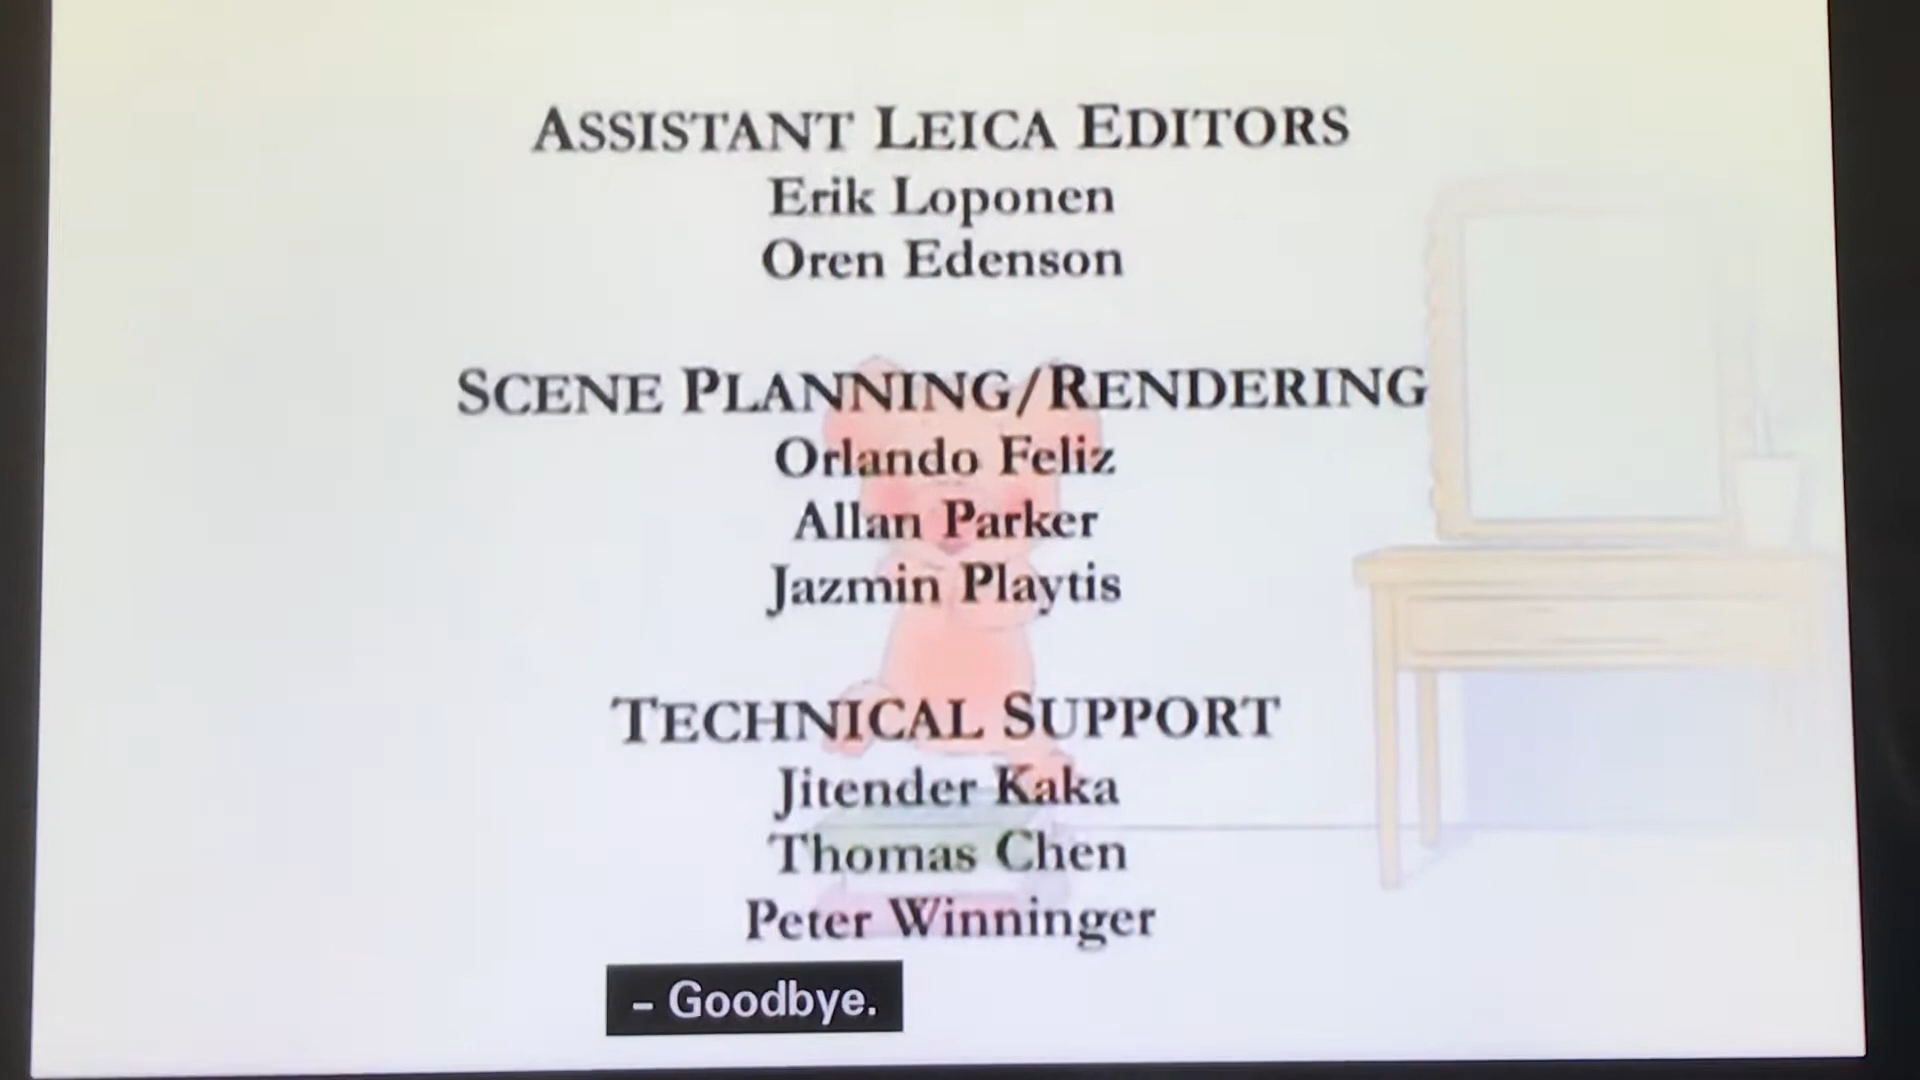 ASSISTANT LEICA EDITORS
Erik Loponen
Oren Edenson
SCENE PLANNING/RENDERING
Orlando Feliz
Allan Parker
Jazmin Playtis
TECHNICAL SUPPORT
Jitender Kaka
Thomas Chen
Peter Winninger
– Goodbye.